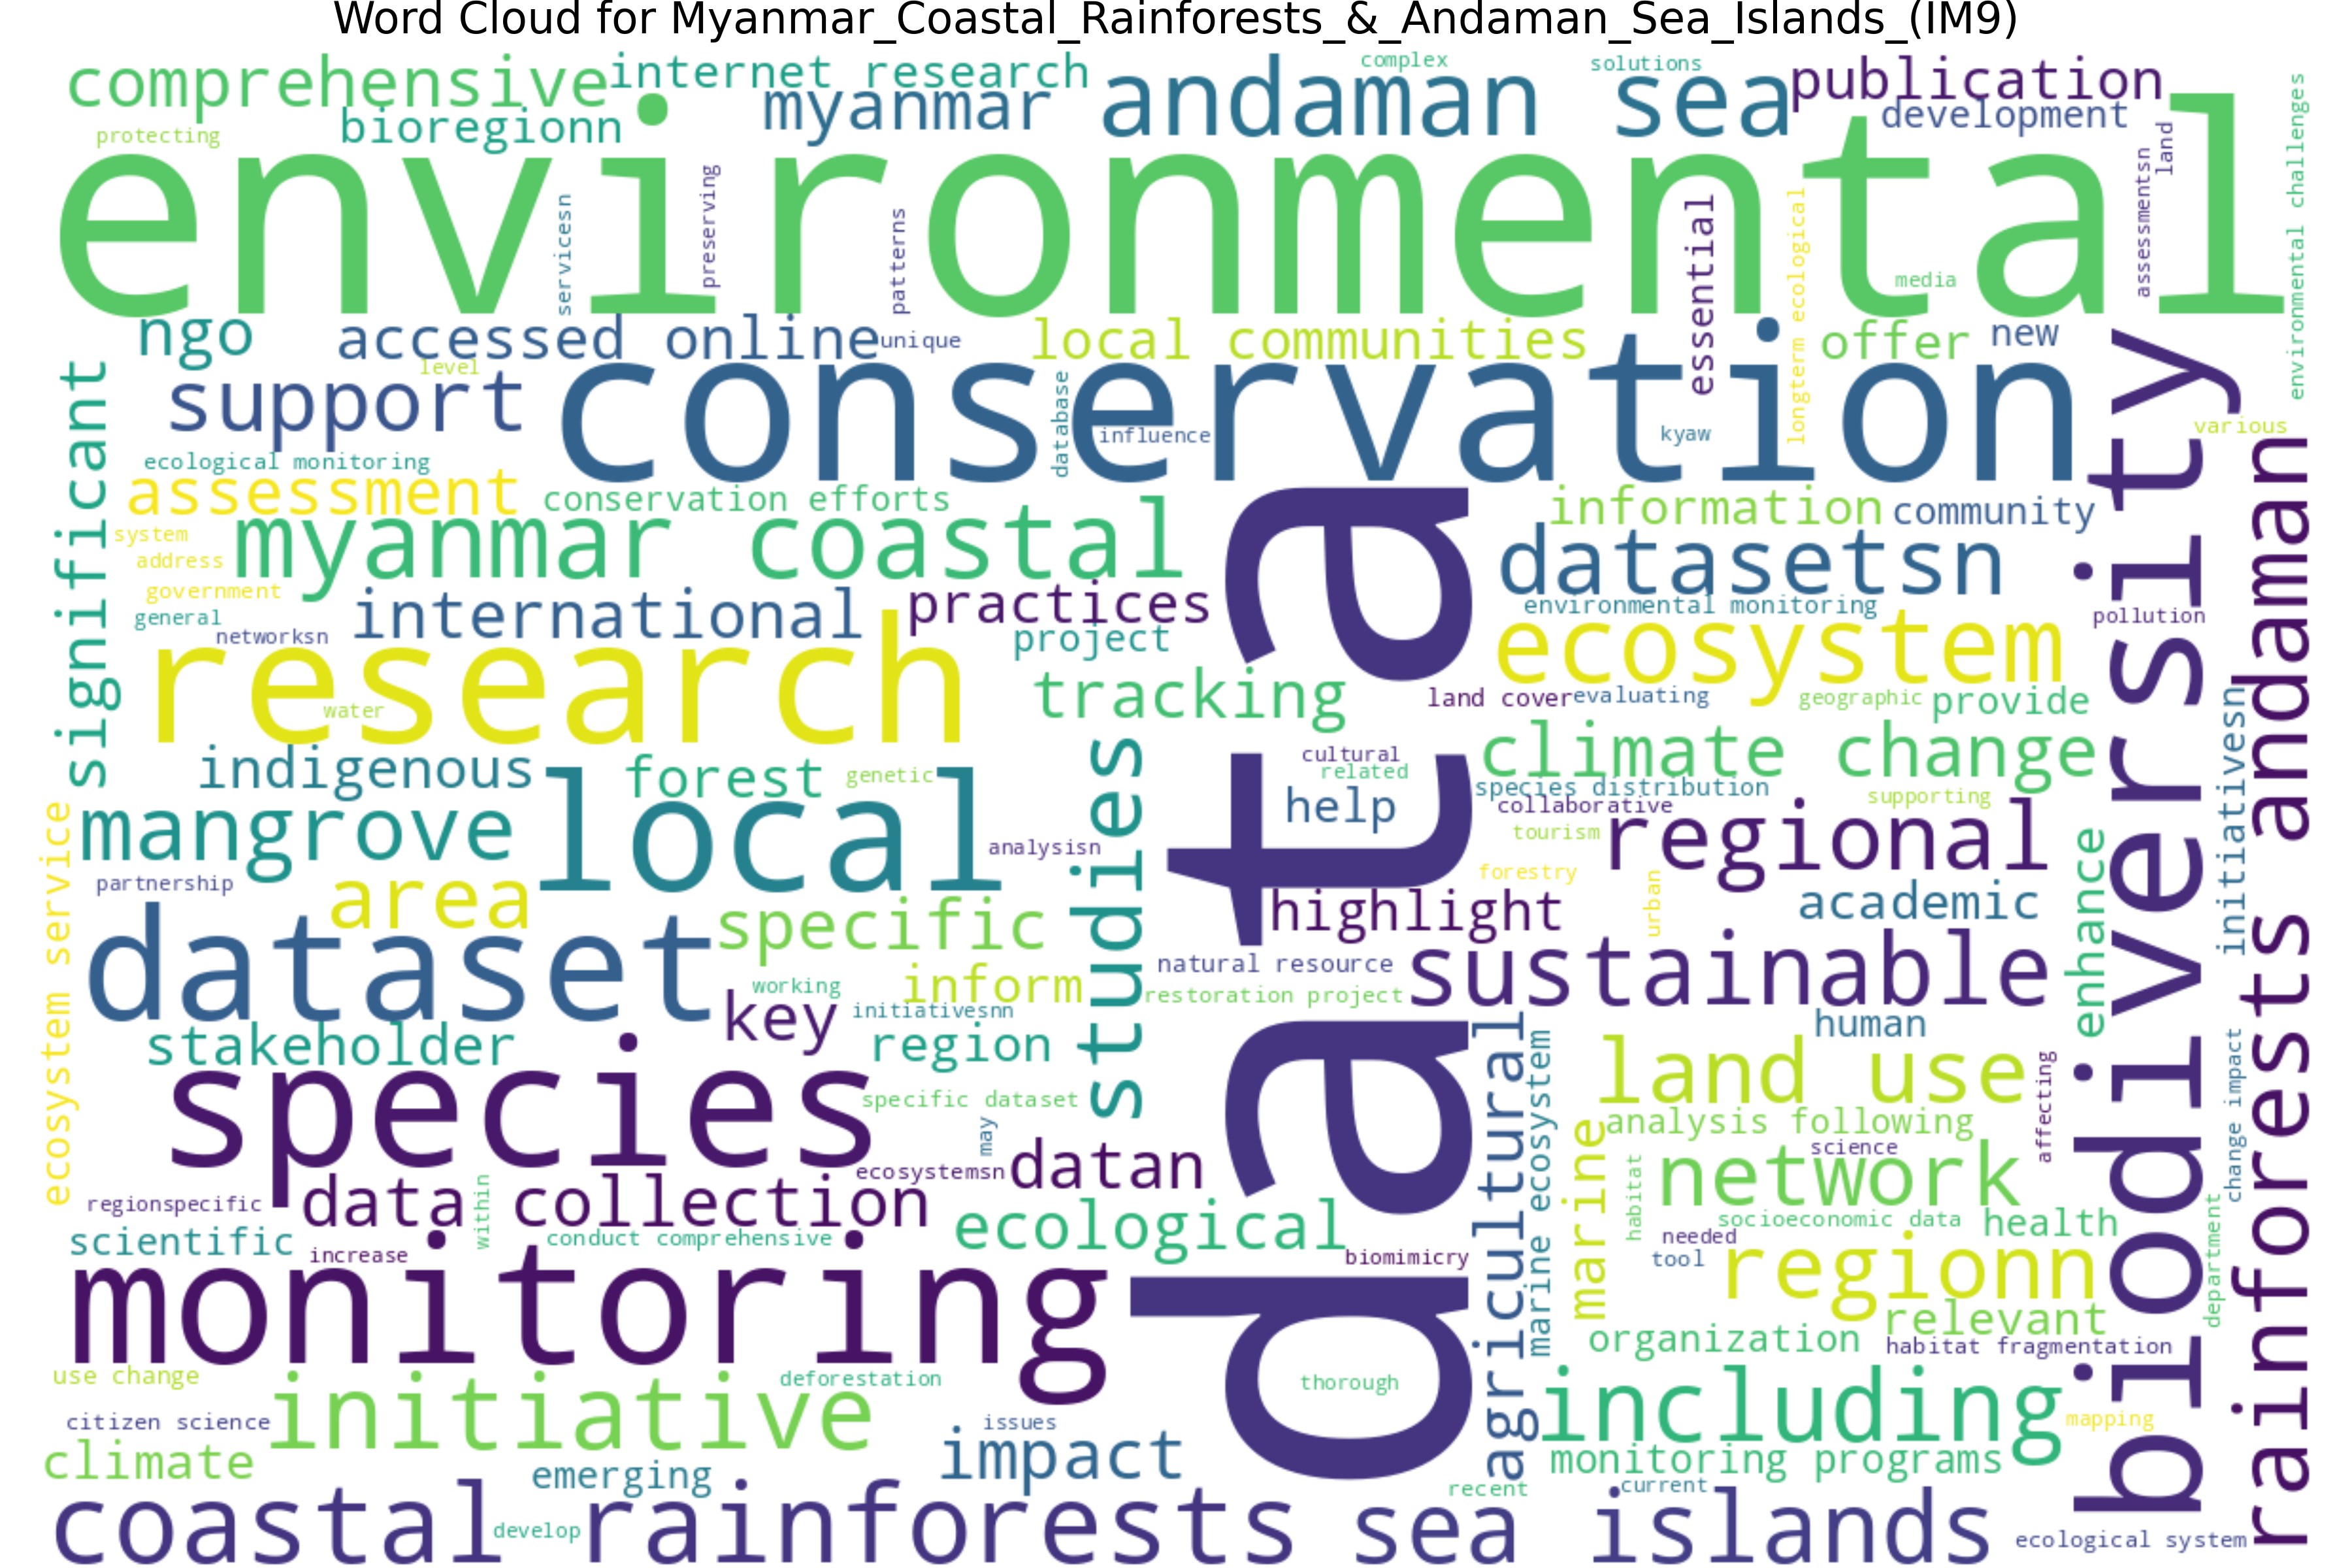 Word Cloud for Myanmar_Coastal_Rainforests_&_Andaman_Sea_Islands_(IM9)
comprehensive
internet research
complex
solutions
publication
myanmar
andaman sea
development
protecting
bioregionn
environmental
servicesn
preserving
patterns
essential
longterm ecological
media
assessmentsn
land
environmental challenges
ngo
accessed online
unique
local communities
offer
new
level
support
conservation
database
influence
kyaw
various
significant
ecological monitoring
assessment
conservation efforts
information
community
system
myanmar coastal
datasetsn
address
government
general
networksn
international
practices
project
environmental monitoring
pollution
research
water
tracking
ecosystem
land cover
evaluating
geographic
provide
data
biodiversity
rainforests andaman
initiativesn
indigenous
forest
genetic
cultural
related
climate change
help
species distribution
collaborative
supporting
mangrove
local
analysisn
studies
tourism
regional
forestry
urban
enhance
ecosystem service
partnership
area
highlight
academic
dataset
specific
inform
natural resource
sustainable
working
restoration project
key
initiativesnn
stakeholder
region
human
species
specific dataset
may
agricultural
marine ecosystem
land use
affecting
change impact
analysis following
marine
science
ecosystemsn
datan
network
habitat
regionspecific
data collection
within
ecological
socioeconomic data
health
scientific
increase
conduct comprehensive
biomimicry
needed
tool
regionn
department
monitoring
relevant
organization
habitat fragmentation
use change
deforestation
thorough
initiative
including
mapping
citizen science
issues
climate
impact
monitoring programs
emerging
recent
current
coastal rainforests
develop
sea islands
ecological system